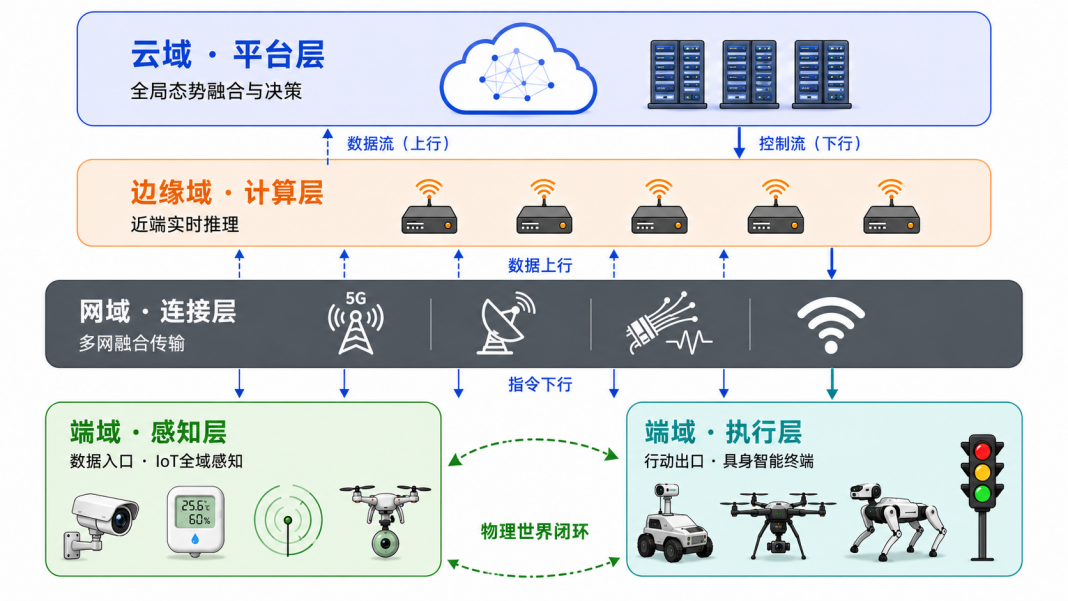 云域·平台层
全局态势融合与决策
数据流（上行）
控制流（下行）
边缘域·计算层
近端实时推理
数据上行
网域·连接层
多网融合传输
5G
指令下行
端域·感知层
数据入口·IoT全域感知
25.6℃
60%
物理世界闭环
端域·执行层
行动出口·具身智能终端